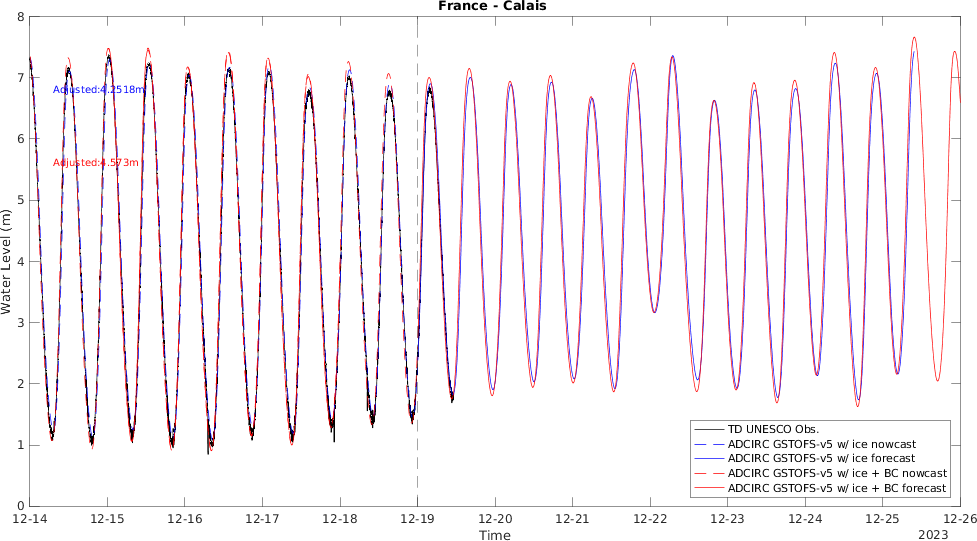 France - Calais
8
7
6
5
4
3
2
1
0
Water Level (m)
Adjusted:4.2518m
Adjusted:4.573m
TD UNESCO Obs.
ADCIRC GSTOFS-v5 w/ ice nowcast
ADCIRC GSTOFS-v5 w/ ice forecast
ADCIRC GSTOFS-v5 w/ ice + BC nowcast
ADCIRC GSTOFS-v5 w/ ice + BC forecast
12-14 12-15 12-16 12-17 12-18 12-19 12-20 12-21 12-22 12-23 12-24 12-25 12-26
Time
2023